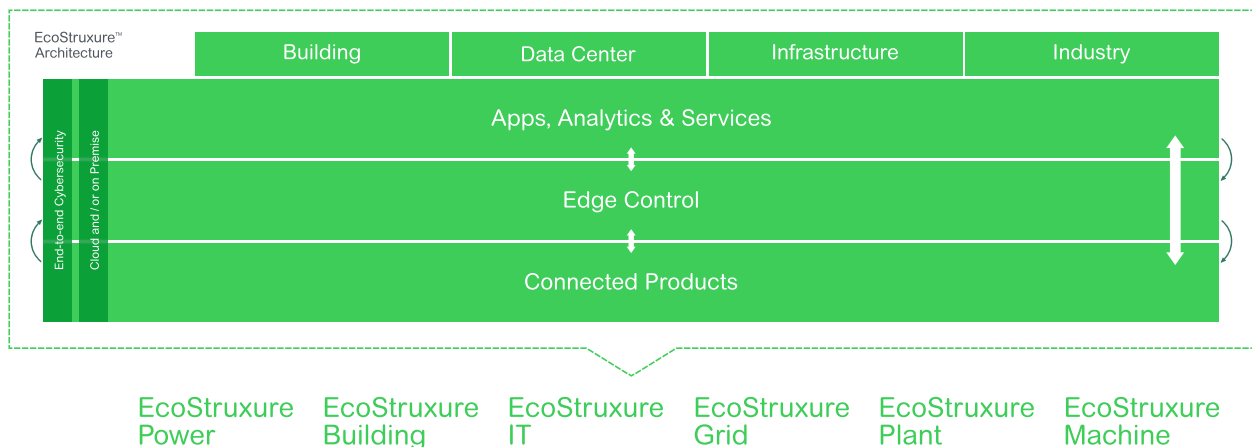 EcoStruxure™
Architecture
Building
Data Center
Infrastructure
Industry
End-to-end Cybersecurity
Cloud and / or on Premise
Apps, Analytics & Services
Edge Control
Connected Products
EcoStruxure
Power
EcoStruxure
Building
EcoStruxure
IT
EcoStruxure
Grid
EcoStruxure
Plant
EcoStruxure
Machine